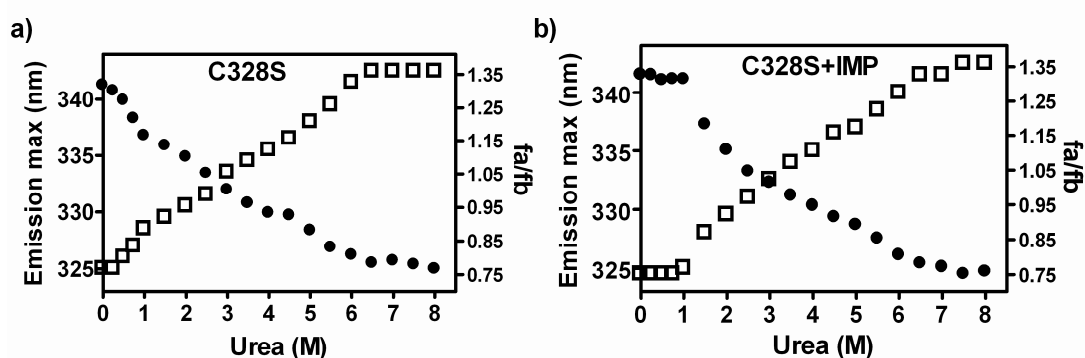 a)
C328S
Emission max (nm)
340
335
330
325
1.35
1.25
1.15
1.05
0.95
0.85
0.75
fa/fb
0 1 2 3 4 5 6 7 8
Urea (M)
b)
C328S+IMP
Emission max (nm)
340
335
330
325
1.35
1.25
1.15
1.05
0.95
0.85
0.75
fa/fb
0 1 2 3 4 5 6 7 8
Urea (M)